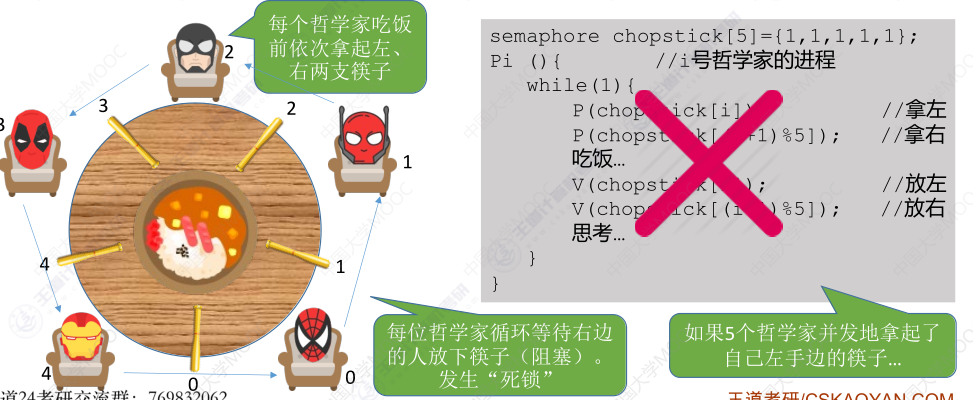 每个哲学家吃饭
前依次拿起左、
右两支筷子
2
3
2
3
1
4
1
4
0
0
semaphore chopstick[5]={1,1,1,1,1};
Pi (){ //i号哲学家的进程
while(1){
P(chopstick[i]); //拿左
P(chopstick[(i+1)%5]); //拿右
吃饭…
V(chopstick[i]); //放左
V(chopstick[(i+1)%5]); //放右
思考…
}
}
每位哲学家循环等待右边
的人放下筷子（阻塞）。
发生“死锁”
如果5个哲学家并发地拿起了
自己左手边的筷子…
道24考研交流群：769832062
王道考研/CSKAOYAN.COM